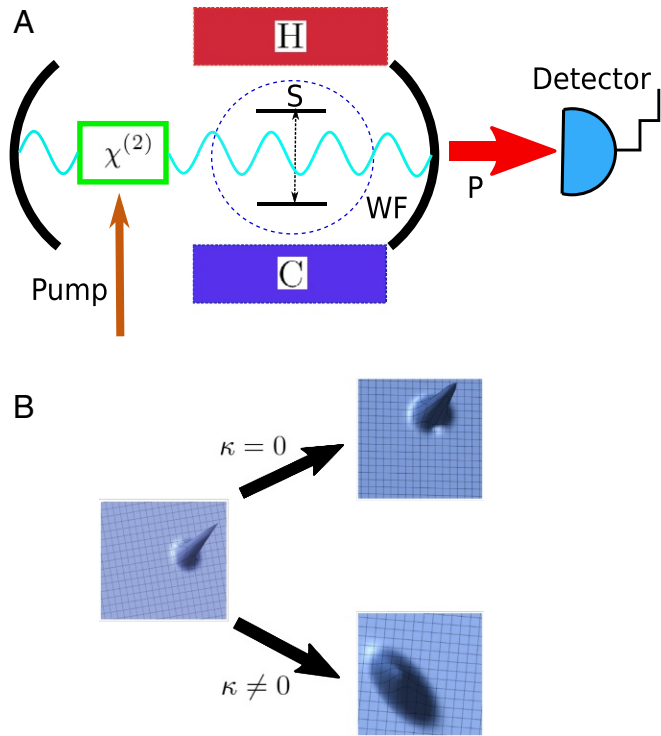 A
H
Detector
S
χ(2)
P
WF
C
Pump
B
κ = 0
κ ≠ 0